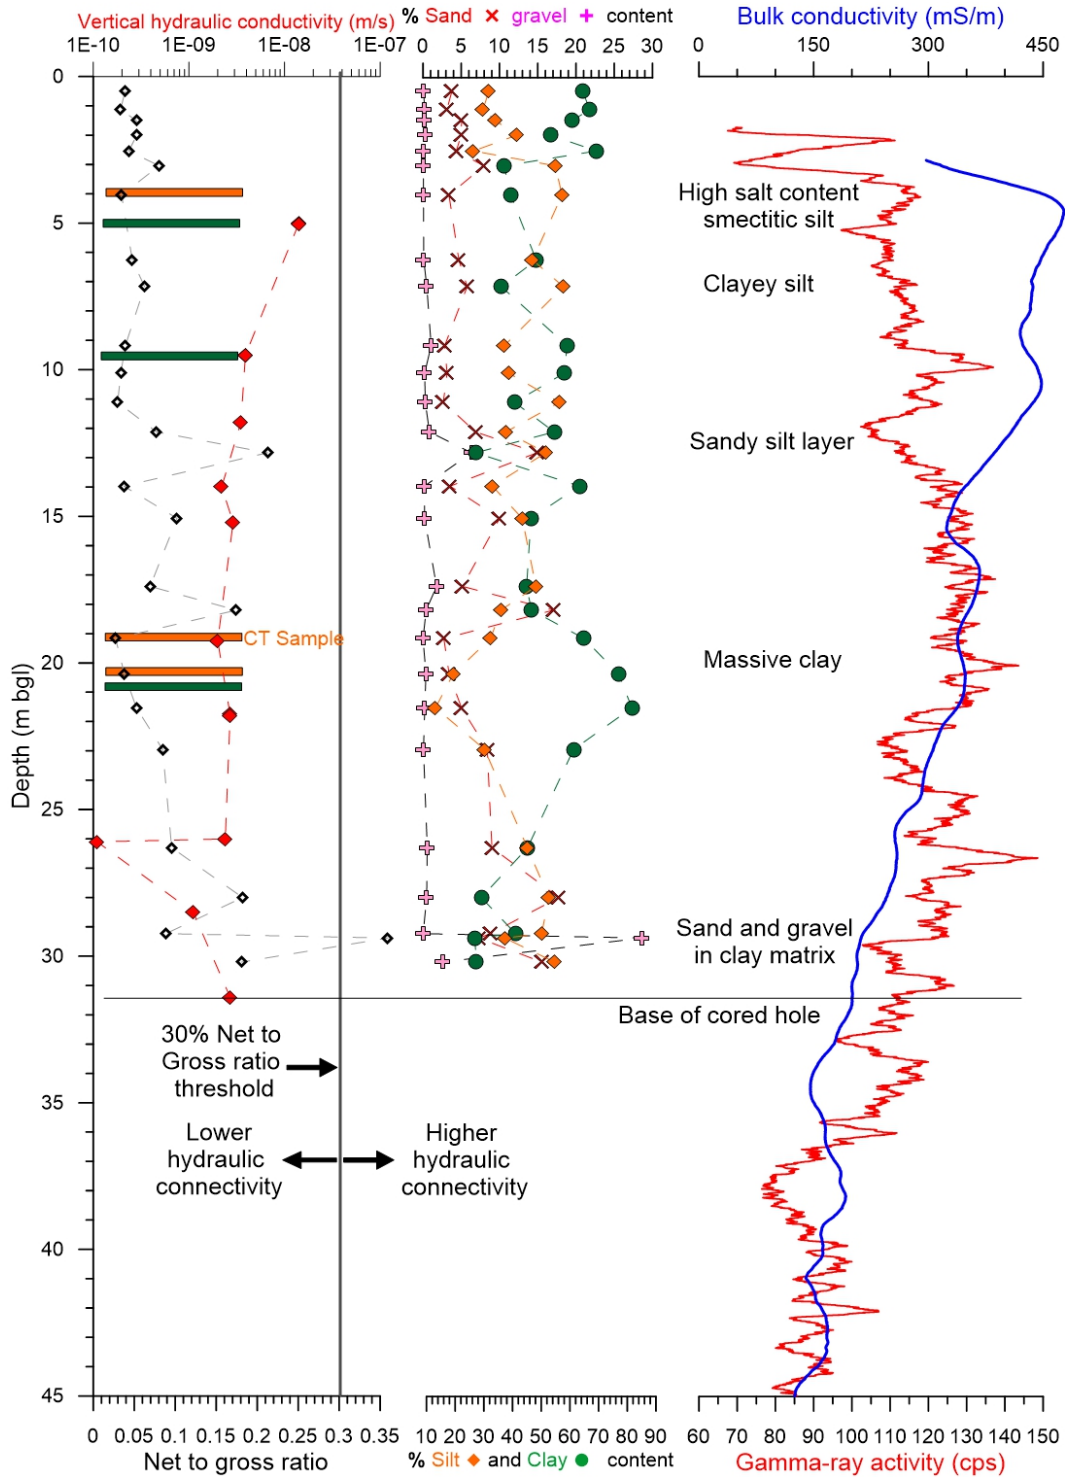 Vertical hydraulic conductivity (m/s)
1E-10 1E-09 1E-08 1E-07
% Sand gravel content
0 5 10 15 20 25 30
Bulk conductivity (mS/m)
0 150 300 450
0
5
10
15
20
25
30
35
40
45
Depth (m bgl)
High salt content
smectitic silt
Clayey silt
Sandy silt layer
CT Sample
Massive clay
Sand and gravel
in clay matrix
Base of cored hole
30% Net to
Gross ratio
threshold
Lower
hydraulic
connectivity
Higher
hydraulic
connectivity
0 0.05 0.1 0.15 0.2 0.25 0.3 0.35
Net to gross ratio
0 10 20 30 40 50 60 70 80 90
% Silt and Clay content
60 70 80 90 100 110 120 130 140 150
Gamma-ray activity (cps)